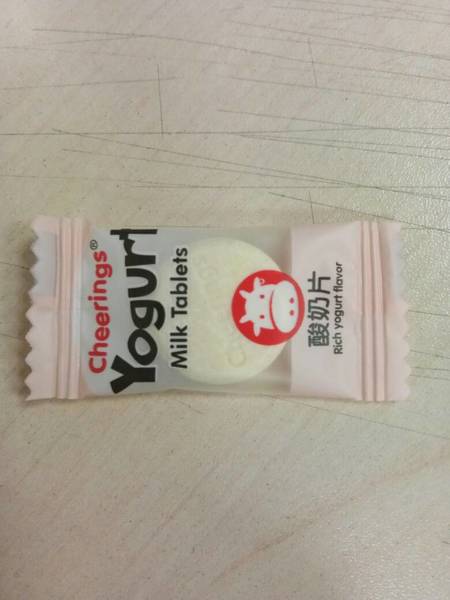 Cheerings®
Yogurt
Milk Tablets
酸奶片
Rich yogurt flavor